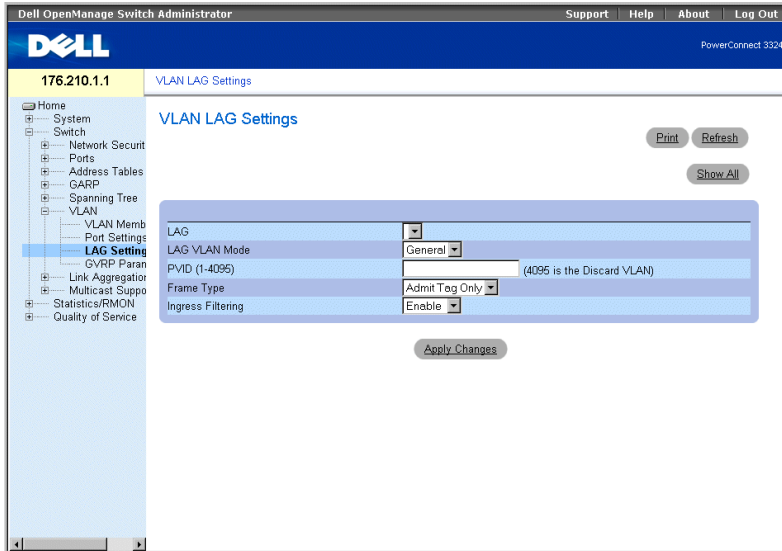 Dell OpenManage Switch Administrator
Support | Help | About | Log Out
DELL
PowerConnect 3324
176.210.1.1
VLAN LAG Settings
Home
System
Switch
Network Securit
Ports
Address Tables
GARP
Spanning Tree
VLAN
VLAN Memb
Port Settings
LAG Setting
GVRP Paran
Link Aggregation
Multicast Suppo
Statistics/RMON
Quality of Service
VLAN LAG Settings
Print
Refresh
Show All
LAG
LAG VLAN Mode General
PVID (1-4095) (4095 is the Discard VLAN)
Frame Type Admit Tag Only
Ingress Filtering Enable
Apply Changes